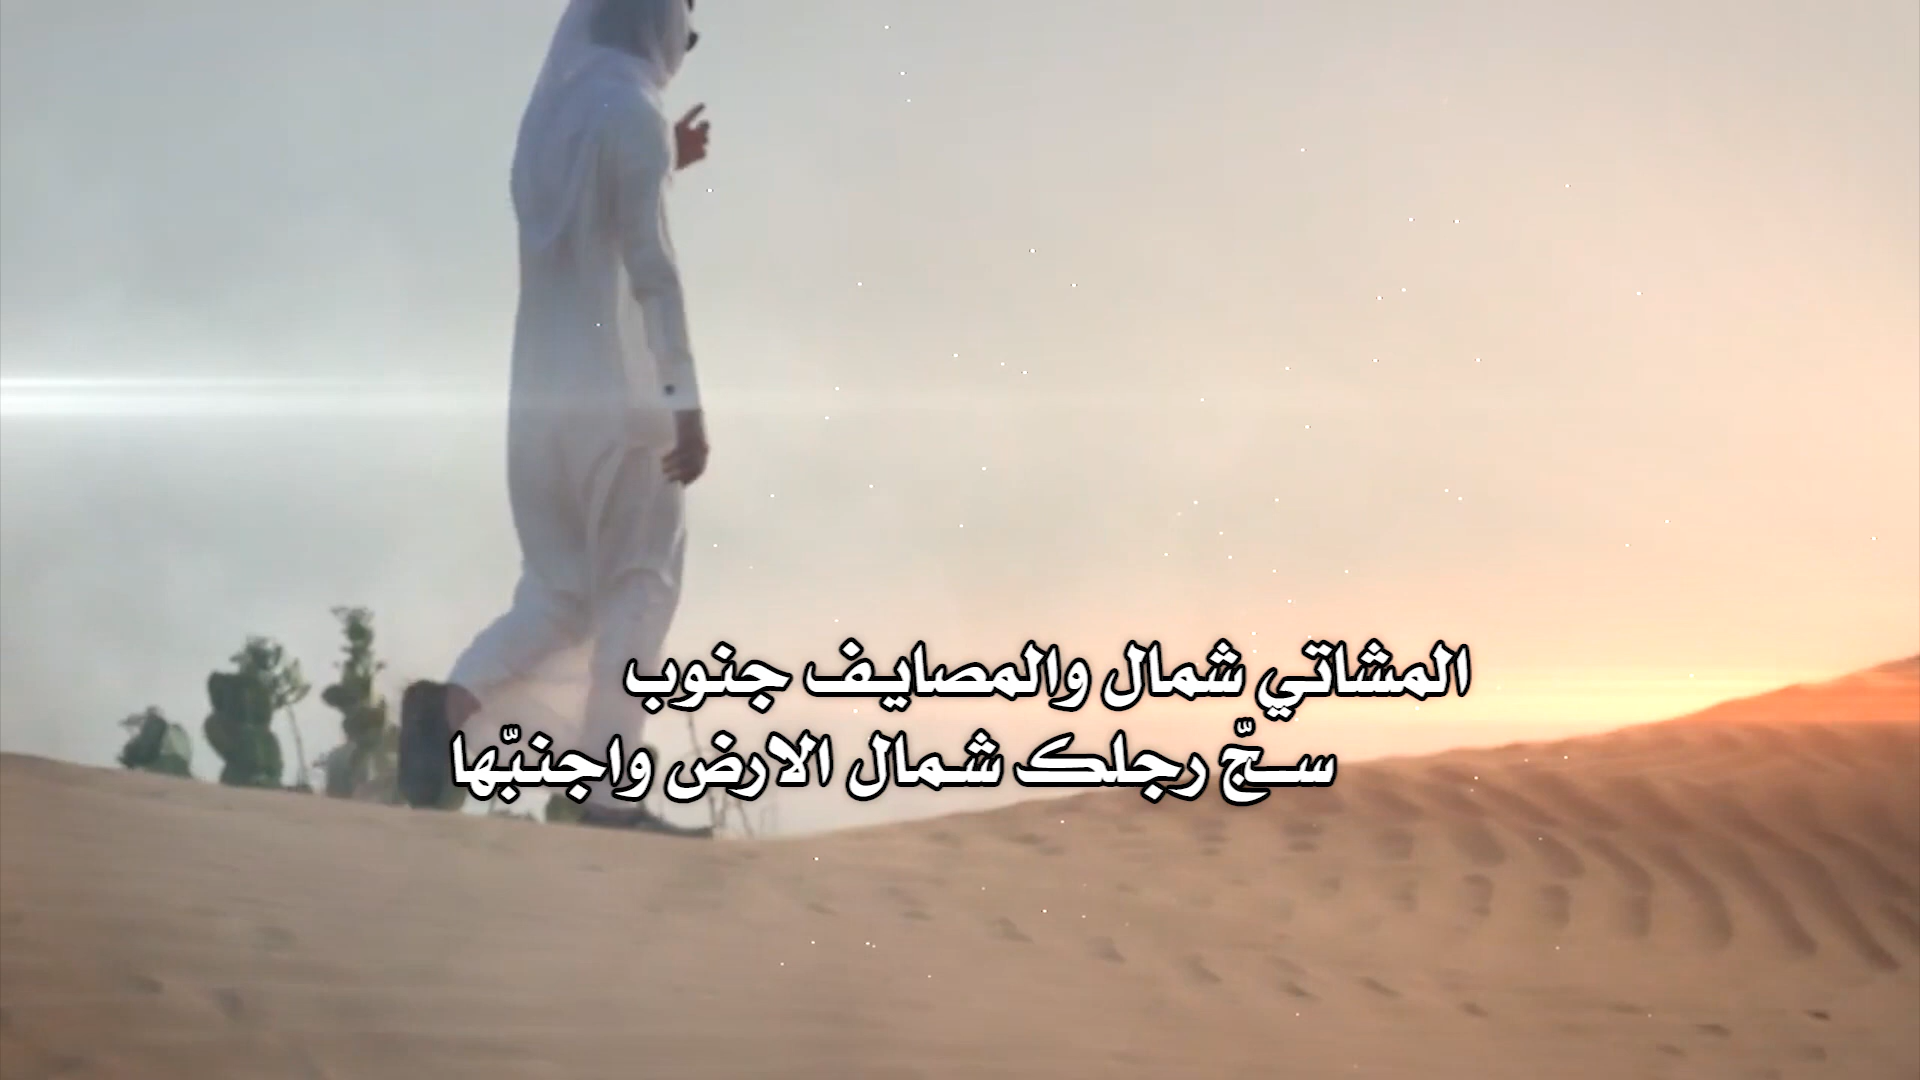 المشاتي شمال والمصايف جنوب
سجّ رجلك شمال الارض واجنبّها